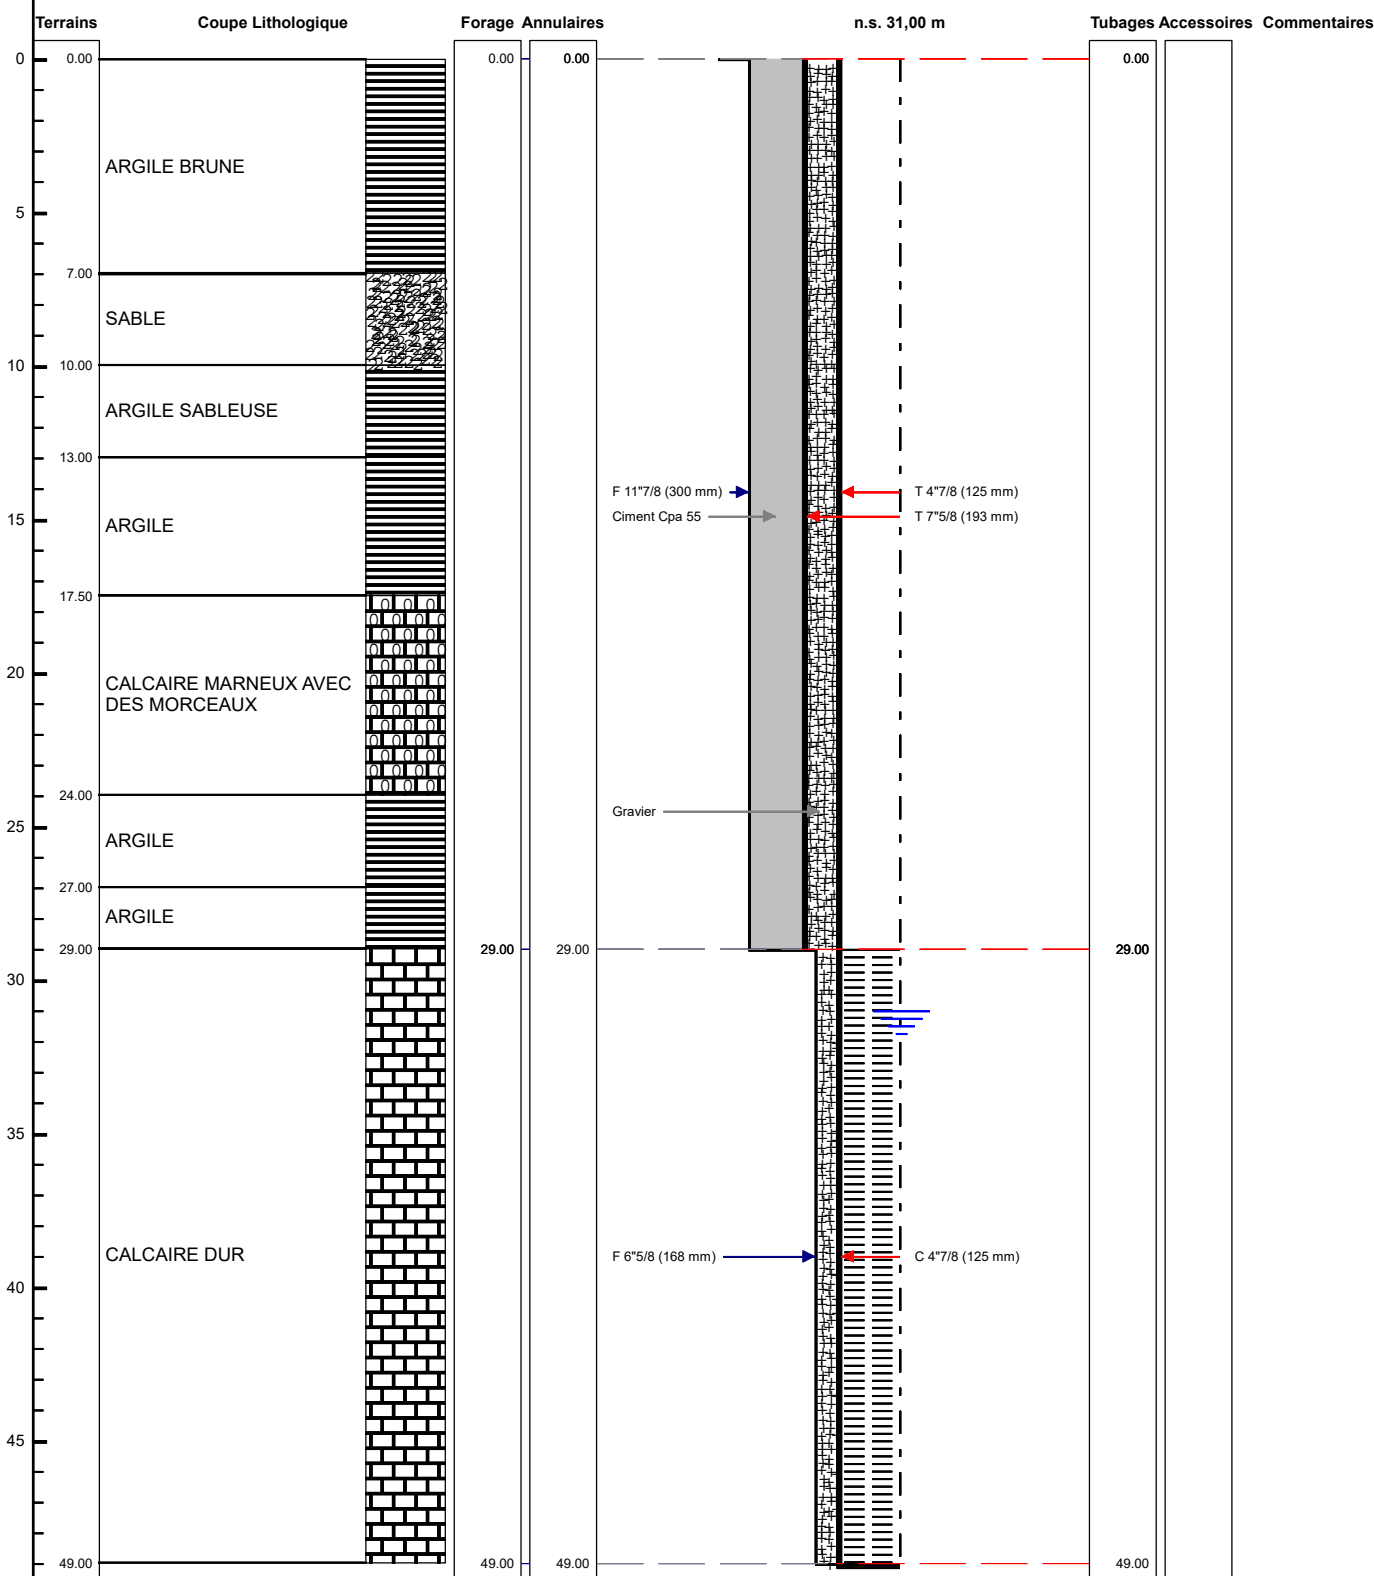 Terrains Coupe Lithologique Forage Annulaires n.s. 31,00 m Tubages Accessoires Commentaires
0 0.00 0.00 0.00 0.00
ARGILE BRUNE
5
7.00
SABLE
10 10.00
ARGILE SABLEUSE
13.00
F 11"7/8 (300 mm) T 4"7/8 (125 mm)
15 ARGILE Ciment Cpa 55 T 7"5/8 (193 mm)
17.50
20
CALCAIRE MARNEUX AVEC
DES MORCEAUX
24.00
Gravier
25
ARGILE
27.00
ARGILE
29.00 29.00 29.00 29.00
30
35
CALCAIRE DUR F 6"5/8 (168 mm) C 4"7/8 (125 mm)
40
45
49.00 49.00 49.00 49.00